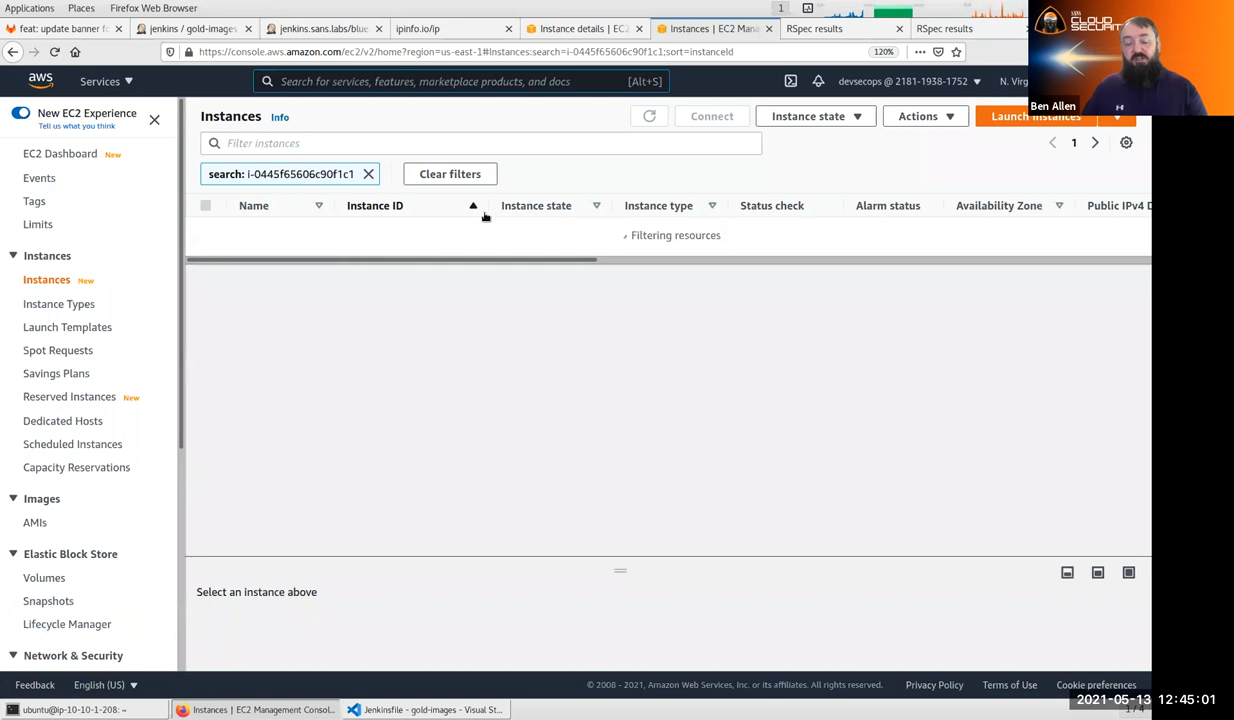 Applications Places Firefox Web Browser 1
feat: update banner fo
jenkins / gold-images
jenkins.sans.labs/blue
ipinfo.io/ip
Instance details | EC2
Instances | EC2 Mana
RSpec results
RSpec results
https://console.aws.amazon.com/ec2/v2/home?region=us-east-1#Instances:search=i-0445f65606c90f1c1;sort=instanceId
120%
SANS
CLOUD
SECURITY
Ben Allen
aws
Services
Search for services, features, marketplace products, and docs [Alt+S]
devsecops @ 2181-1938-1752
N. Virg
New EC2 Experience
Tell us what you think
EC2 Dashboard New
Events
Tags
Limits
Instances
Instances New
Instance Types
Launch Templates
Spot Requests
Savings Plans
Reserved Instances New
Dedicated Hosts
Scheduled Instances
Capacity Reservations
Images
AMIs
Elastic Block Store
Volumes
Snapshots
Lifecycle Manager
Network & Security
Instances Info
Connect
Instance state
Actions
Launch instances
Filter instances
1
search: i-0445f65606c90f1c1
Clear filters
Name Instance ID Instance state Instance type Status check Alarm status Availability Zone Public IPv4 D
Filtering resources
Select an instance above
Feedback English (US)
© 2008 - 2021, Amazon Web Services, Inc. or its affiliates. All rights reserved. Privacy Policy Terms of Use Cookie preferences
2021-05-13 12:45:01
ubuntu@ip-10-10-1-208: ~
Instances | EC2 Management Consol...
Jenkinsfile - gold-images - Visual St...
1 / 4